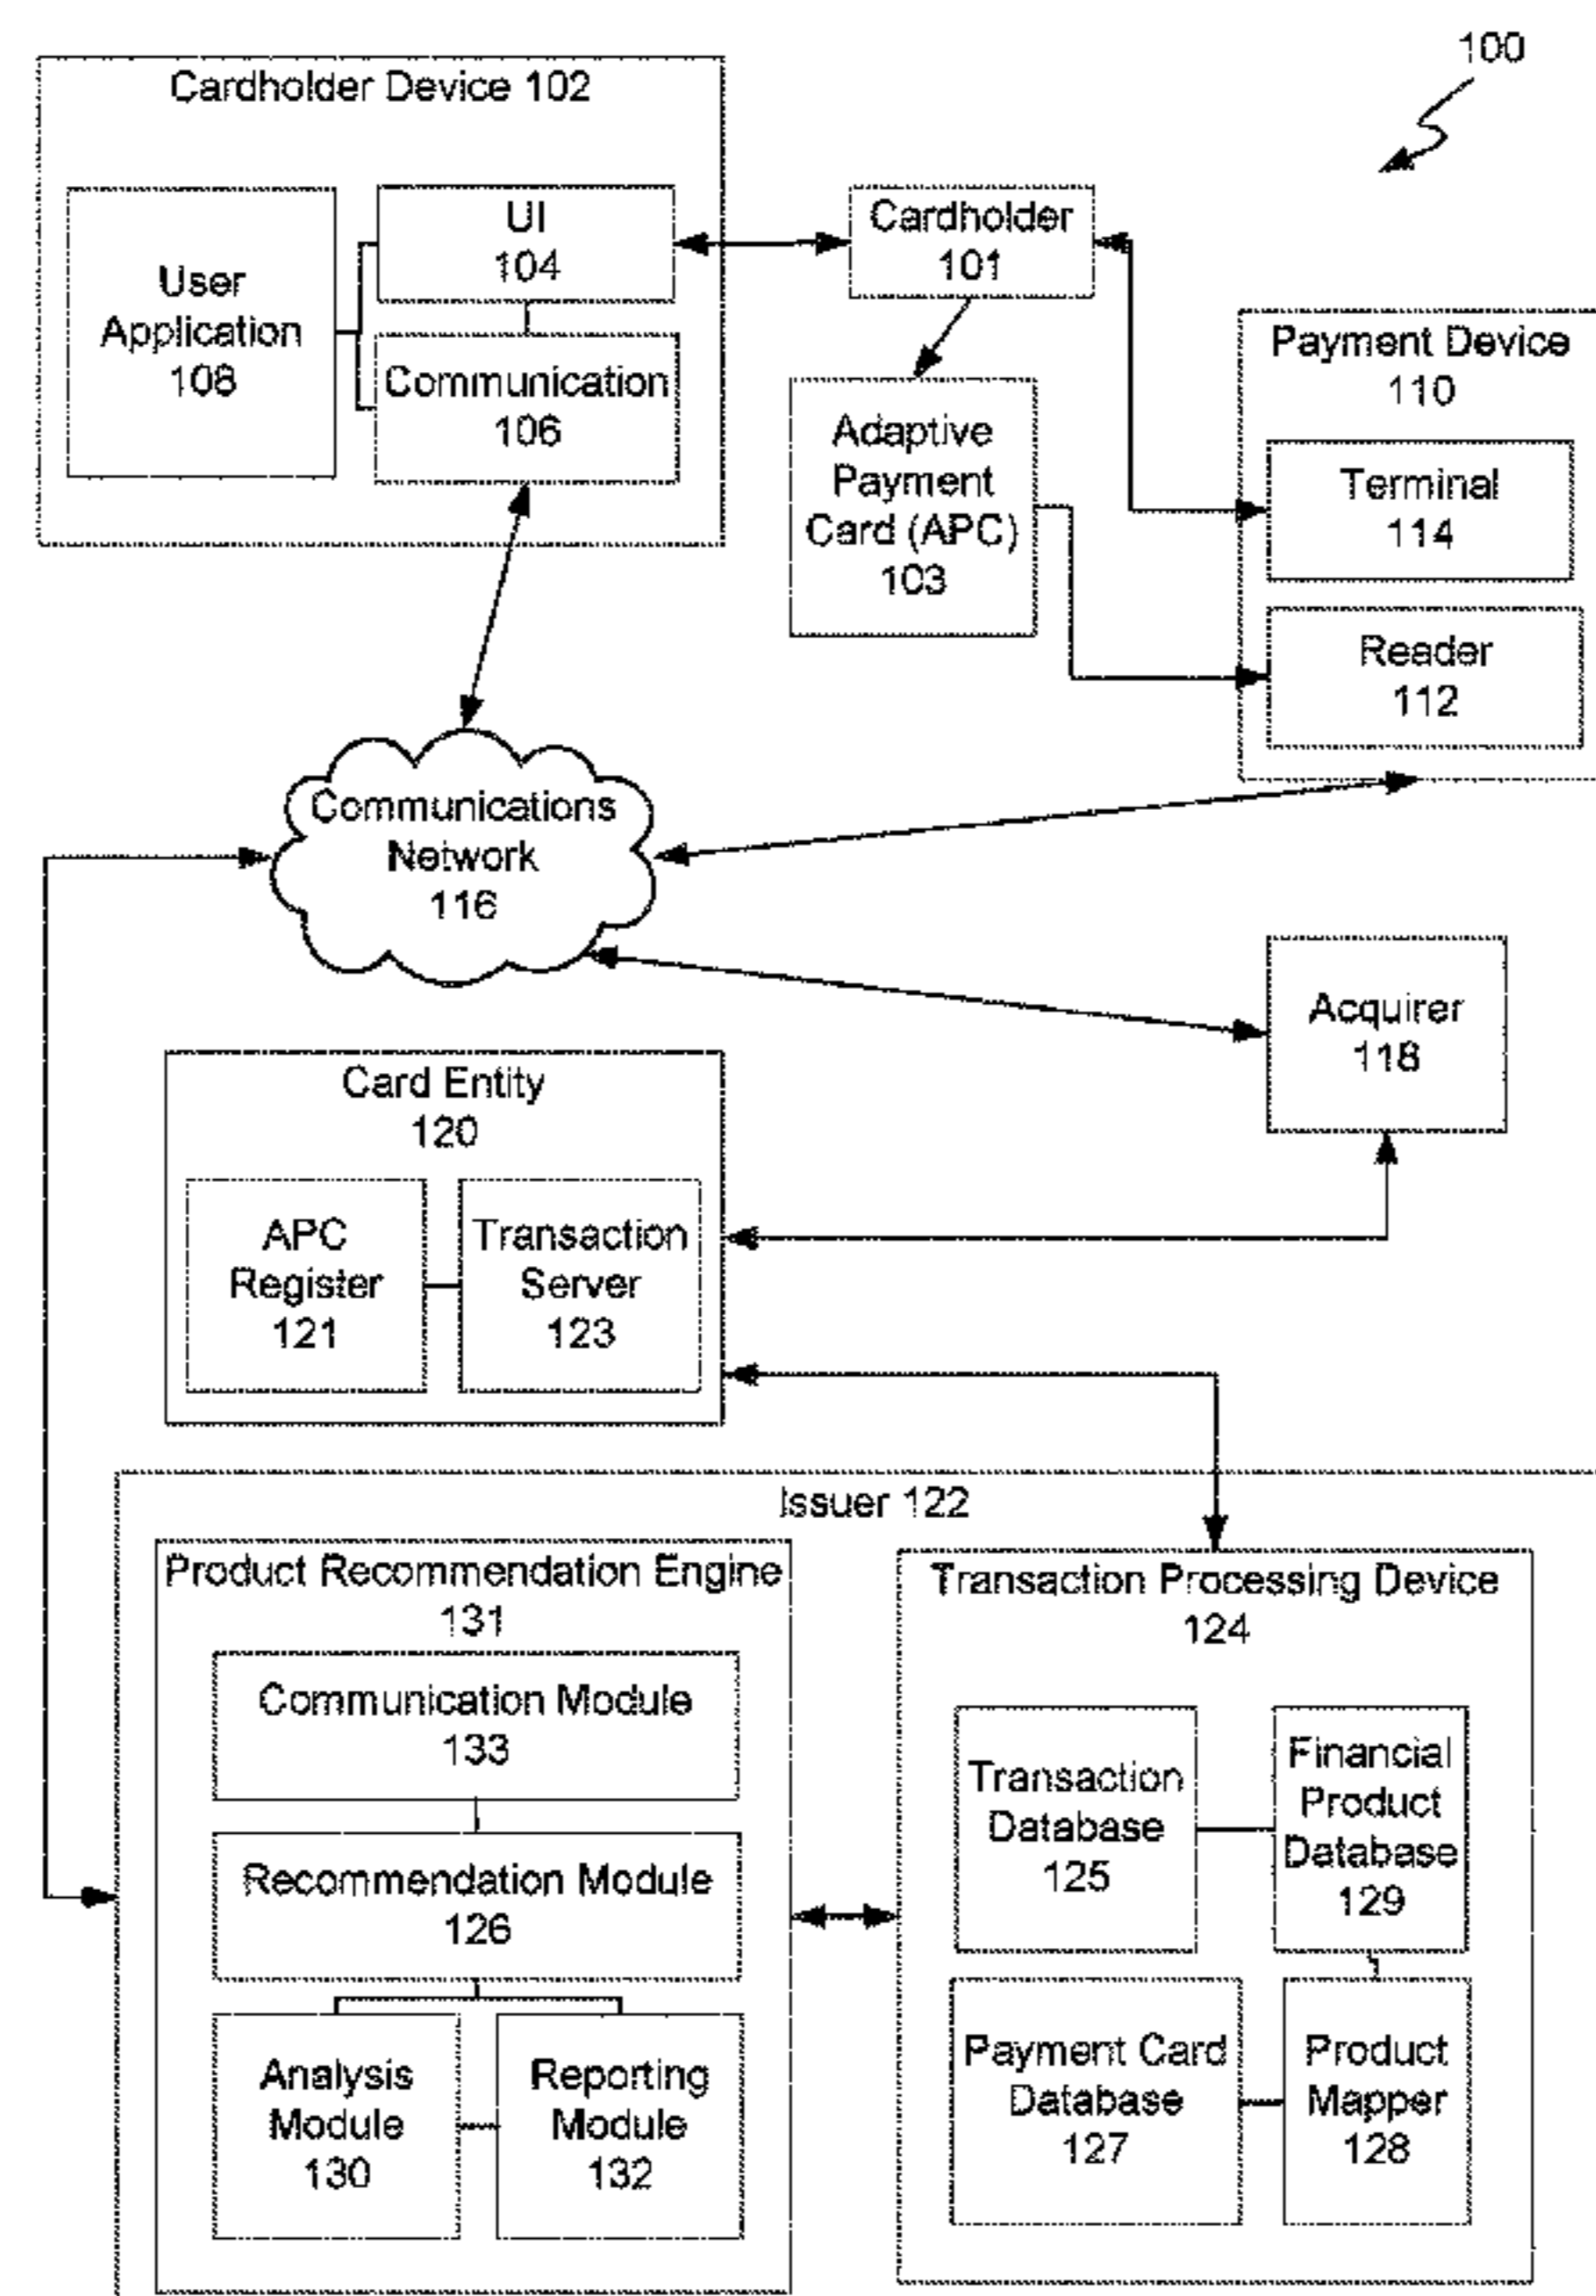 100
Cardholder Device 102
User
Application
108
UI
104
Communication
106
Cardholder
101
Adaptive
Payment
Card (APC)
103
Payment Device
110
Terminal
114
Reader
112
Communications
Network
116
Acquirer
118
Card Entity
120
APC
Register
121
Transaction
Server
123
Issuer 122
Product Recommendation Engine
131
Communication Module
133
Recommendation Module
126
Analysis
Module
130
Reporting
Module
132
Transaction Processing Device
124
Transaction
Database
125
Financial
Product
Database
129
Payment Card
Database
127
Product
Mapper
128